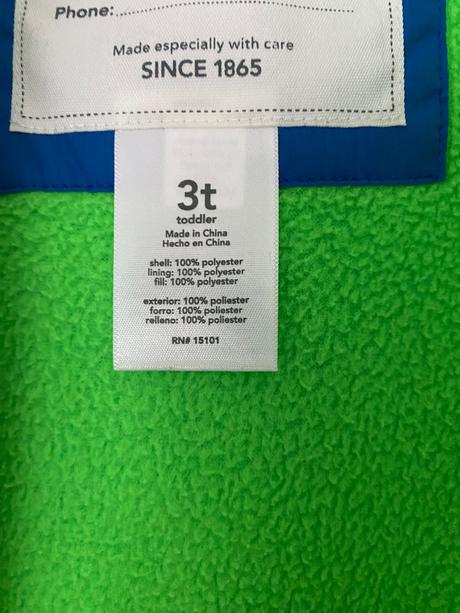 Phone:
Made especially with care
SINCE 1865
3t
toddler
Made in China
Hecho en China
shell: 100% polyester
lining: 100% polyester
fill: 100% polyester
exterior: 100% poliester
forro: 100% poliester
relleno: 100% poliester
RN# 15101